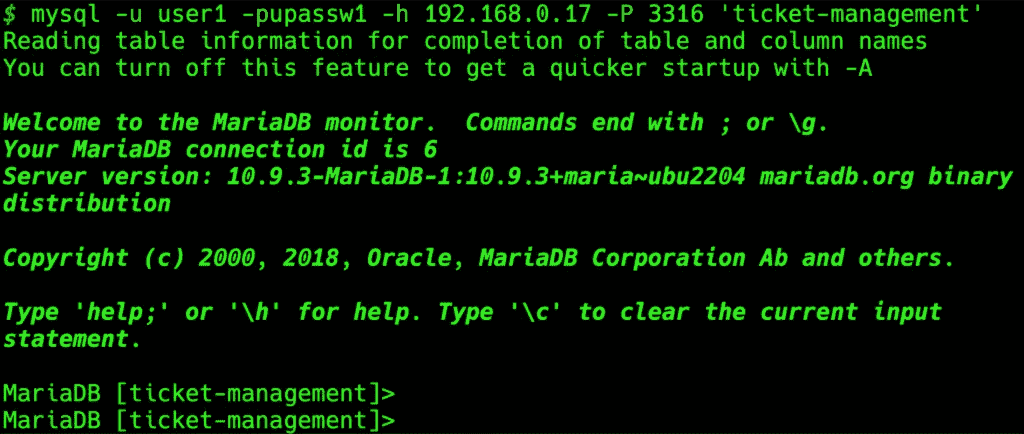 $ mysql -u user1 -pupassw1 -h 192.168.0.17 -P 3316 'ticket-management'
Reading table information for completion of table and column names
You can turn off this feature to get a quicker startup with -A
Welcome to the MariaDB monitor.  Commands end with ; or \g.
Your MariaDB connection id is 6
Server version: 10.9.3-MariaDB-1:10.9.3+maria~ubu2204 mariadb.org binary
distribution
Copyright (c) 2000, 2018, Oracle, MariaDB Corporation Ab and others.
Type 'help;' or '\h' for help. Type '\c' to clear the current input
statement.
MariaDB [ticket-management]>
MariaDB [ticket-management]>